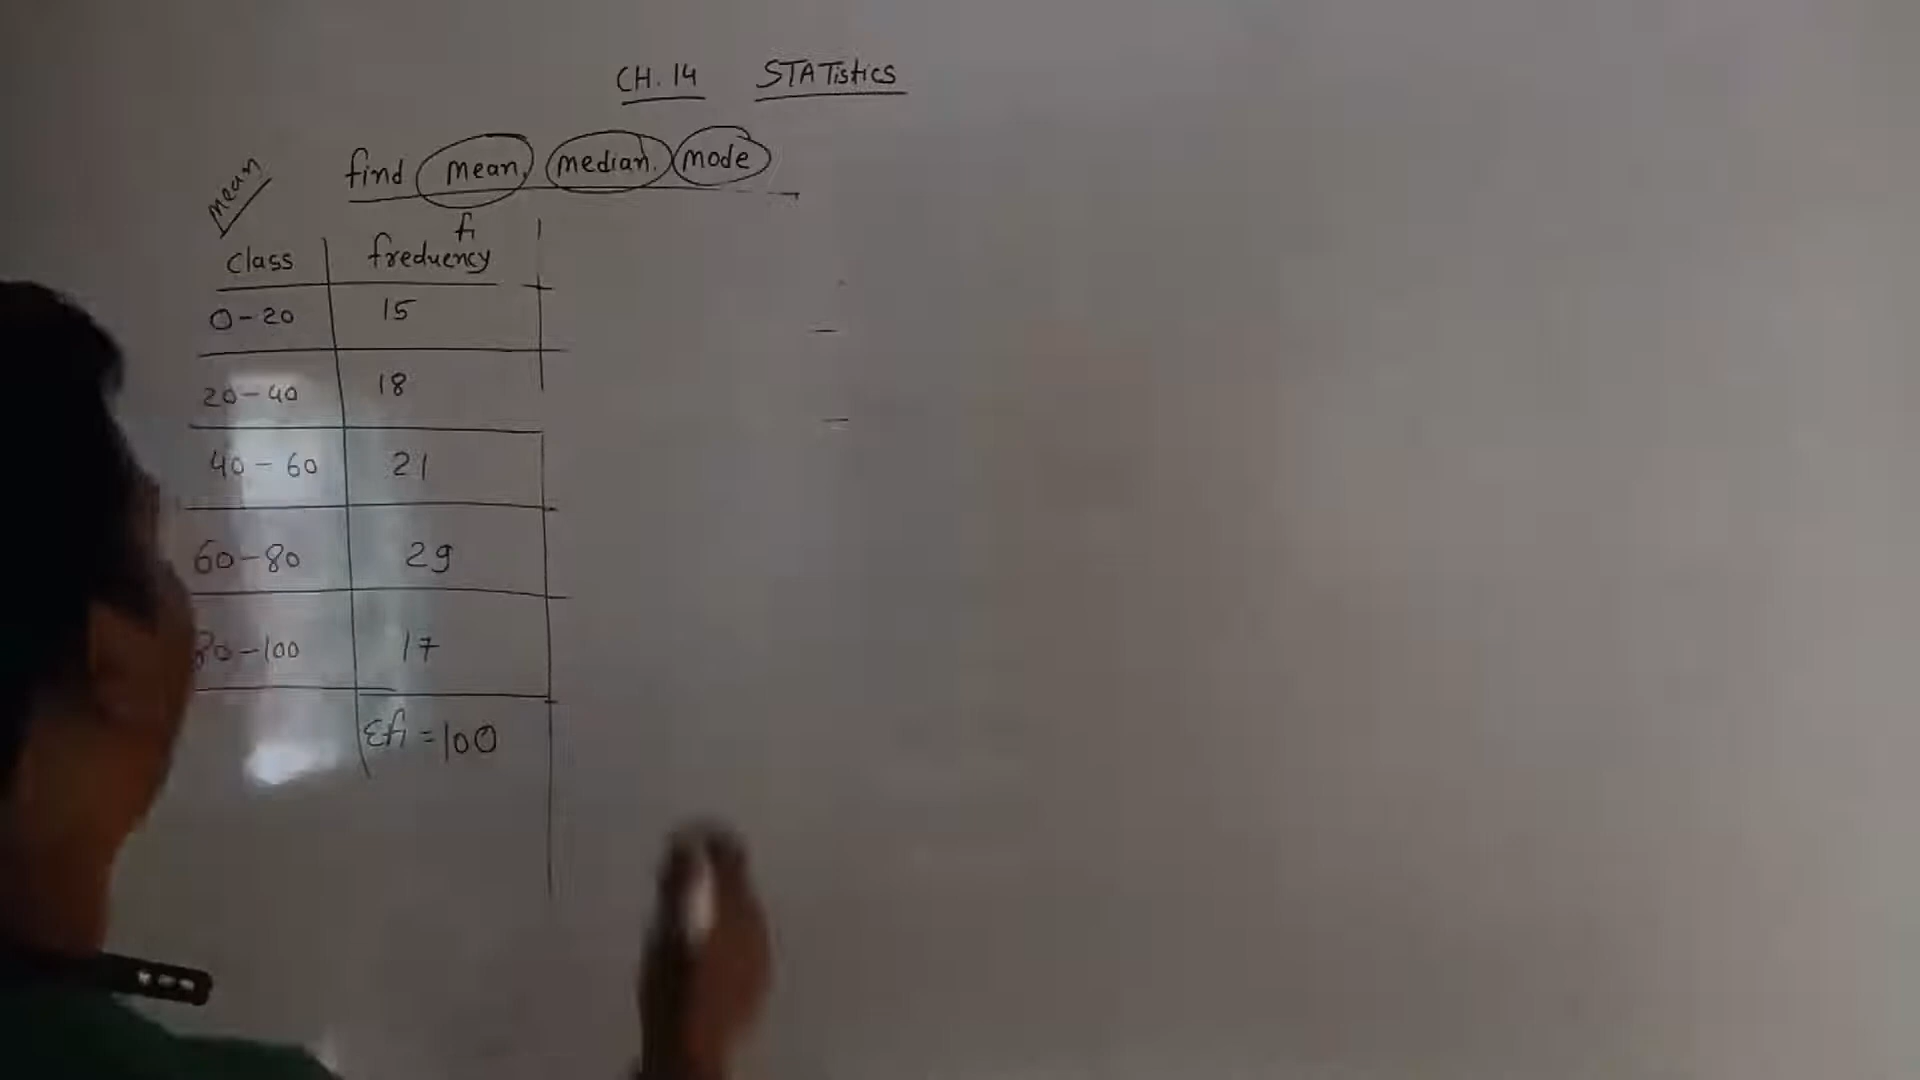 CH. 14 STATistics
find mean, median. mode
mean
fi
class freduency
0-20 15
20-40 18
40-60 21
60-80 29
80-100 17
Σfi = 100